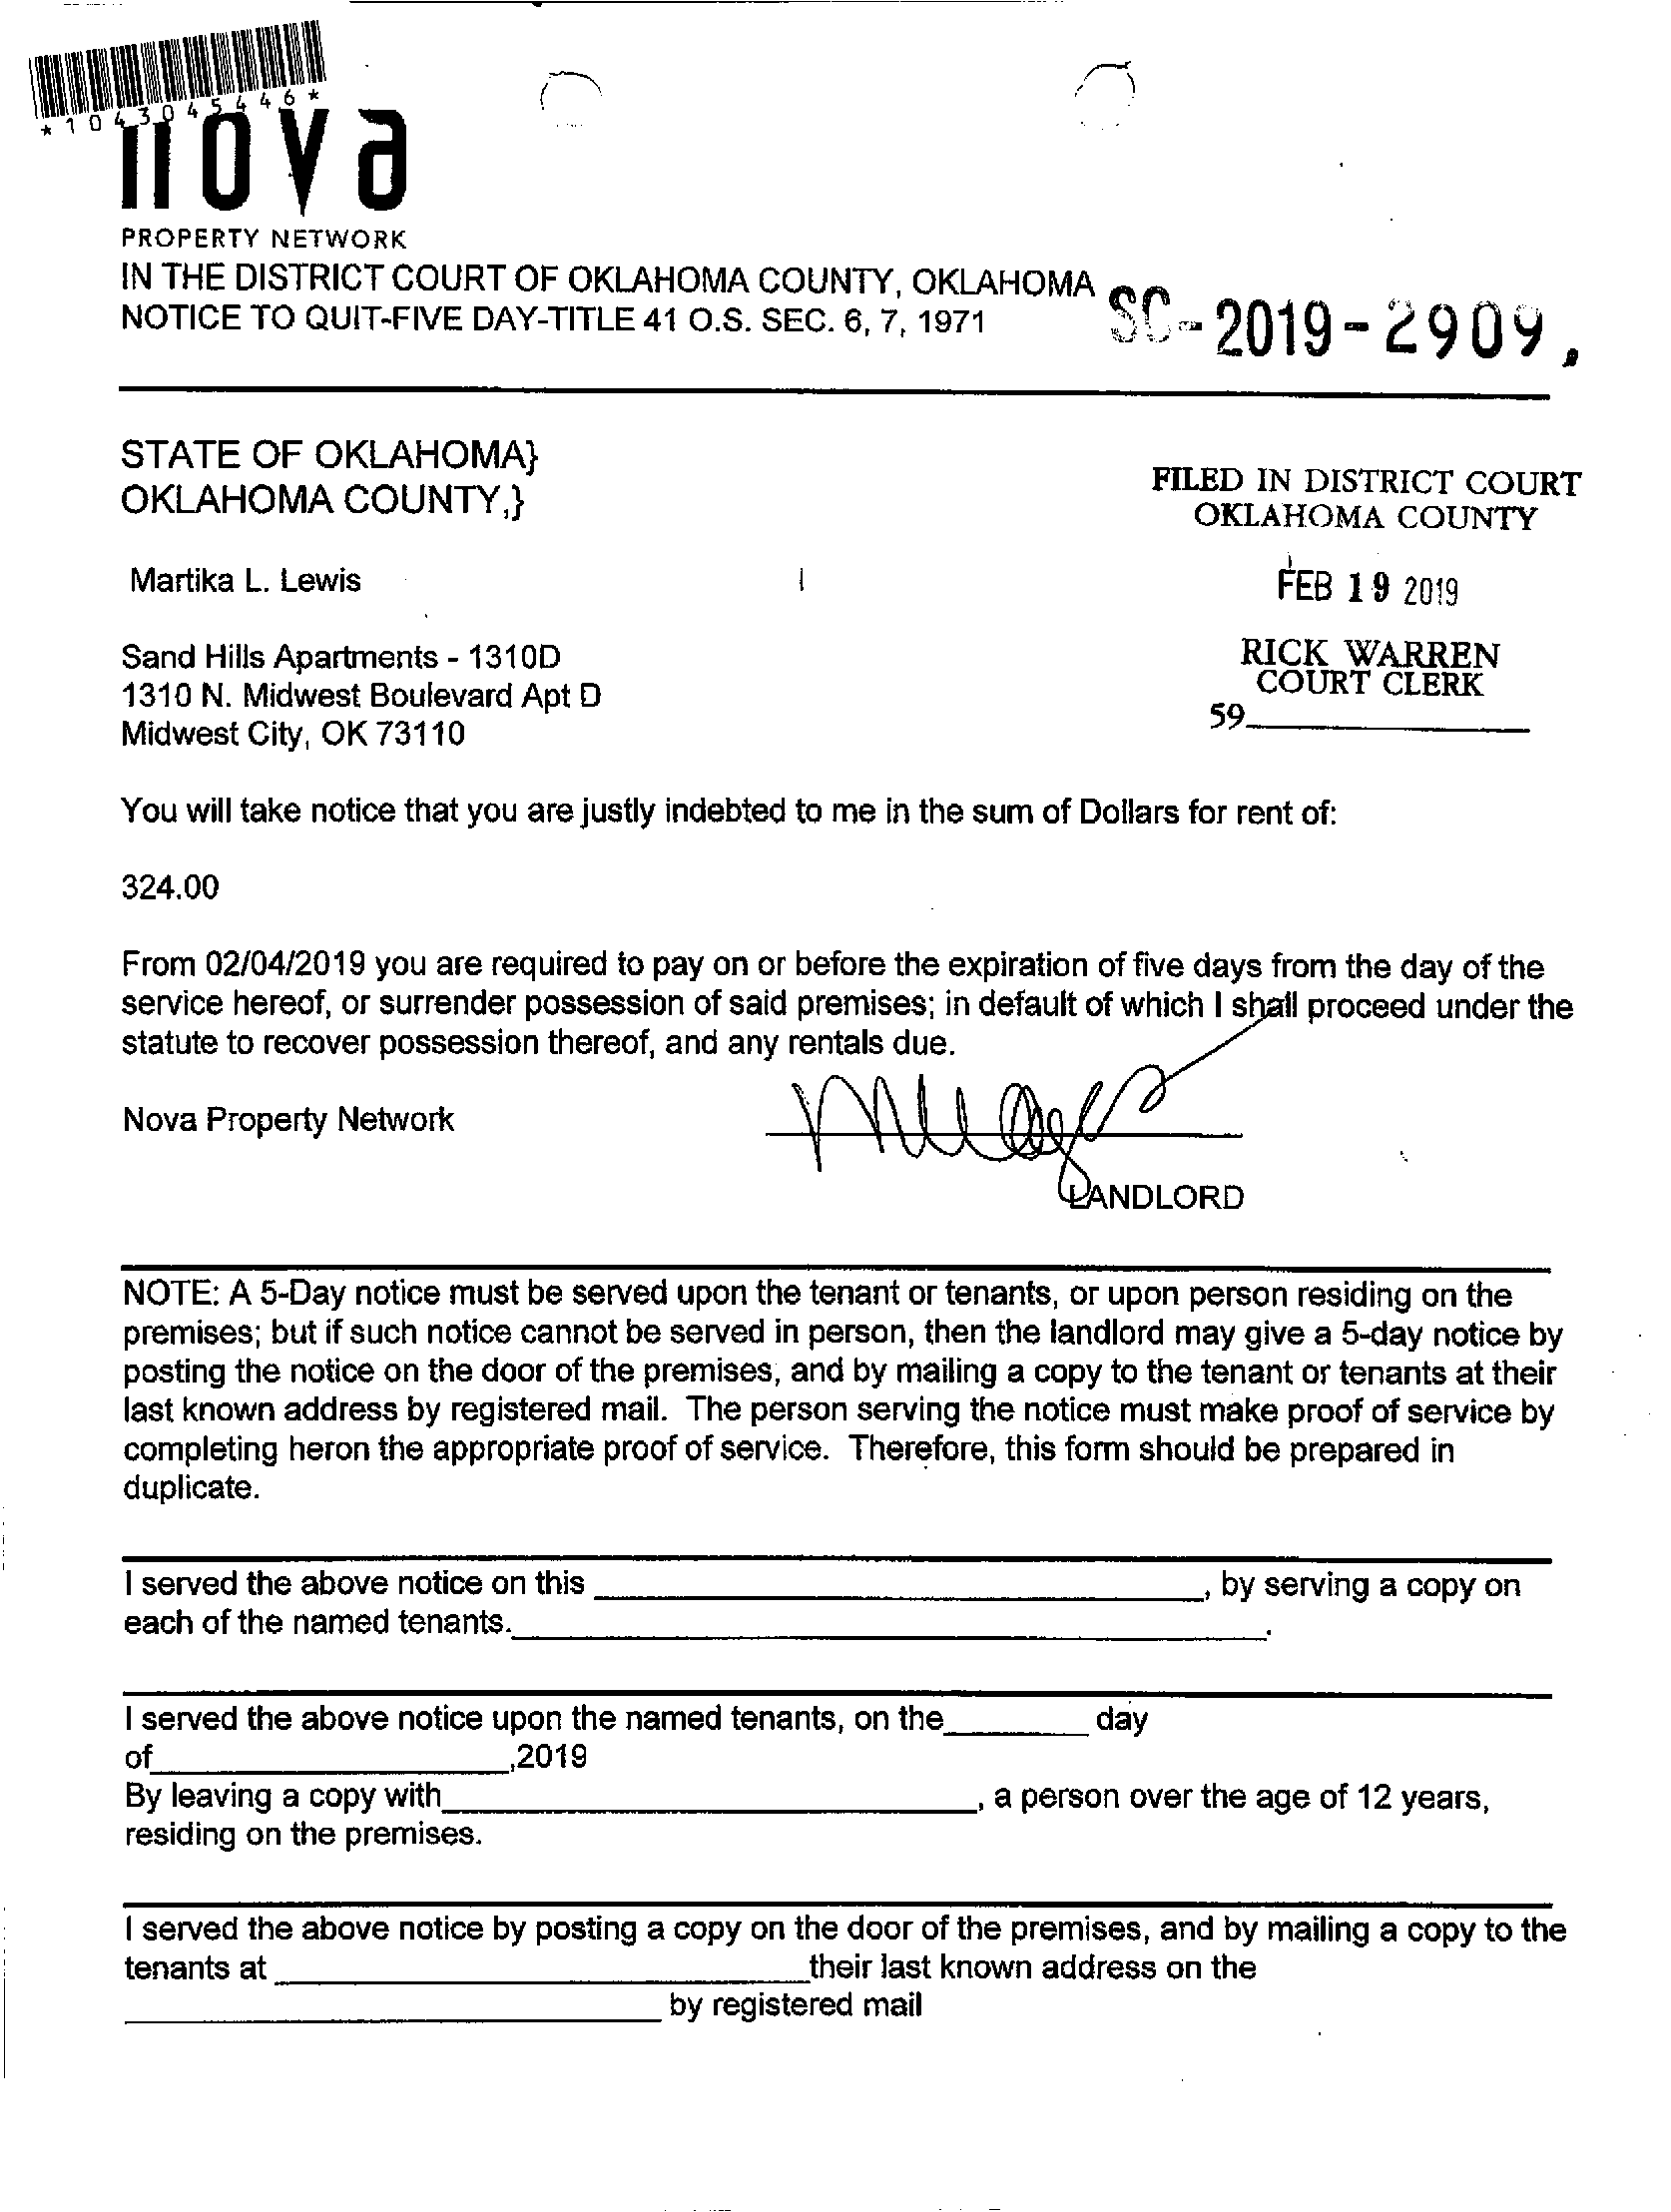 *1043045446*
nova
PROPERTY NETWORK
IN THE DISTRICT COURT OF OKLAHOMA COUNTY, OKLAHOMA
NOTICE TO QUIT-FIVE DAY-TITLE 41 O.S. SEC. 6, 7, 1971
SC-2019-2909
STATE OF OKLAHOMA}
OKLAHOMA COUNTY,}
FILED IN DISTRICT COURT
OKLAHOMA COUNTY
Martika L. Lewis
FEB 19 2019
Sand Hills Apartments - 1310D
1310 N. Midwest Boulevard Apt D
Midwest City, OK 73110
RICK WARREN
COURT CLERK
59
You will take notice that you are justly indebted to me in the sum of Dollars for rent of:
324.00
From 02/04/2019 you are required to pay on or before the expiration of five days from the day of the
service hereof, or surrender possession of said premises; in default of which I shall proceed under the
statute to recover possession thereof, and any rentals due.
Nova Property Network
LANDLORD
NOTE: A 5-Day notice must be served upon the tenant or tenants, or upon person residing on the
premises; but if such notice cannot be served in person, then the landlord may give a 5-day notice by
posting the notice on the door of the premises, and by mailing a copy to the tenant or tenants at their
last known address by registered mail. The person serving the notice must make proof of service by
completing heron the appropriate proof of service. Therefore, this form should be prepared in
duplicate.
I served the above notice on this , by serving a copy on
each of the named tenants. .
I served the above notice upon the named tenants, on the day
of ,2019
By leaving a copy with , a person over the age of 12 years,
residing on the premises.
I served the above notice by posting a copy on the door of the premises, and by mailing a copy to the
tenants at their last known address on the
by registered mail